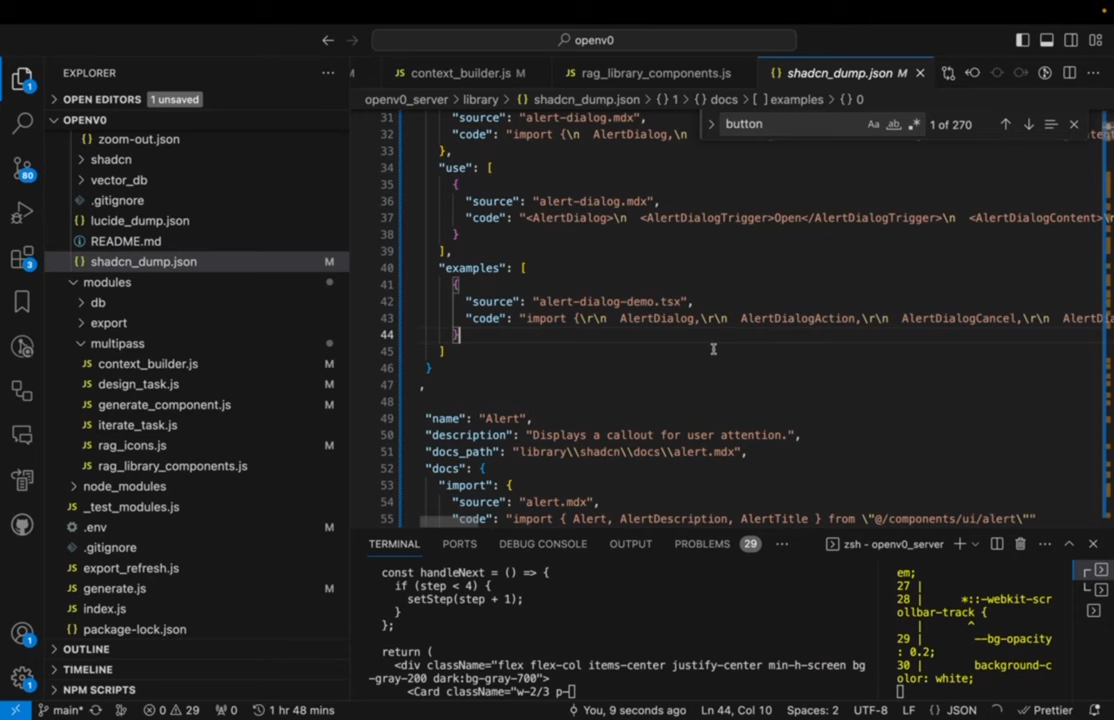 openv0
EXPLORER
OPEN EDITORS 1 unsaved
OPENV0
zoom-out.json
shadcn
vector_db
.gitignore
lucide_dump.json
README.md
shadcn_dump.json M
modules
db
export
multipass
context_builder.js M
design_task.js M
generate_component.js M
iterate_task.js
rag_icons.js M
rag_library_components.js
node_modules
_test_modules.js
.env
.gitignore
export_refresh.js
generate.js M
index.js
package-lock.json
OUTLINE
TIMELINE
NPM SCRIPTS
M context_builder.js M rag_library_components.js shadcn_dump.json M
openv0_server > library > shadcn_dump.json > {} 1 > {} docs > [ ] examples > {} 0
button Aa ab .* 1 of 270
31 "source": "alert-dialog.mdx",
32 "code": "import {\n AlertDialog,\n
33 },
34 "use": [
35 {
36 "source": "alert-dialog.mdx",
37 "code": "<AlertDialog>\n <AlertDialogTrigger>Open</AlertDialogTrigger>\n <AlertDialogContent>
38 }
39 ],
40 "examples": [
41 {
42 "source": "alert-dialog-demo.tsx",
43 "code": "import {\r\n AlertDialog,\r\n AlertDialogAction,\r\n AlertDialogCancel,\r\n AlertD
44 }
45 ]
46 }
47 ,
48
49 "name": "Alert",
50 "description": "Displays a callout for user attention.",
51 "docs_path": "library\\shadcn\\docs\\alert.mdx",
52 "docs": {
53 "import": {
54 "source": "alert.mdx",
55 "code": "import { Alert, AlertDescription, AlertTitle } from \"@/components/ui/alert\""
TERMINAL PORTS DEBUG CONSOLE OUTPUT PROBLEMS 29 zsh - openv0_server
const handleNext = () => {
if (step < 4) {
setStep(step + 1);
}
};
return (
<div className="flex flex-col items-center justify-center min-h-screen bg
-gray-200 dark:bg-gray-700">
<Card className="w-2/3 p-
em;
27 |
28 | *::-webkit-scr
ollbar-track {
| ^
29 | --bg-opacity
: 0.2;
30 | background-c
olor: white;
1 80 3 1 1
main* 0 29 0 1 hr 48 mins You, 9 seconds ago Ln 44, Col 10 Spaces: 2 UTF-8 LF {} JSON Prettier